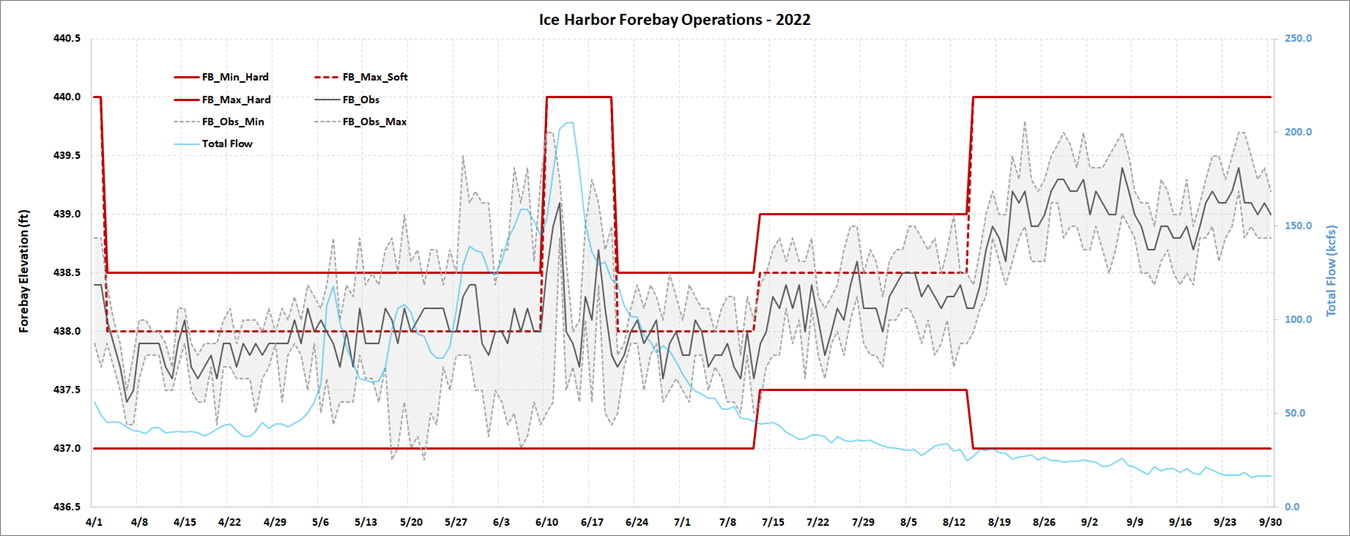 Ice Harbor Forebay Operations - 2022
440.5
440.0
439.5
439.0
438.5
438.0
437.5
437.0
436.5
Forebay Elevation (ft)
FB_Min_Hard FB_Max_Soft
FB_Max_Hard FB_Obs
FB_Obs_Min FB_Obs_Max
Total Flow
250.0
200.0
150.0
100.0
50.0
0.0
Total Flow (kcfs)
4/1 4/8 4/15 4/22 4/29 5/6 5/13 5/20 5/27 6/3 6/10 6/17 6/24 7/1 7/8 7/15 7/22 7/29 8/5 8/12 8/19 8/26 9/2 9/9 9/16 9/23 9/30